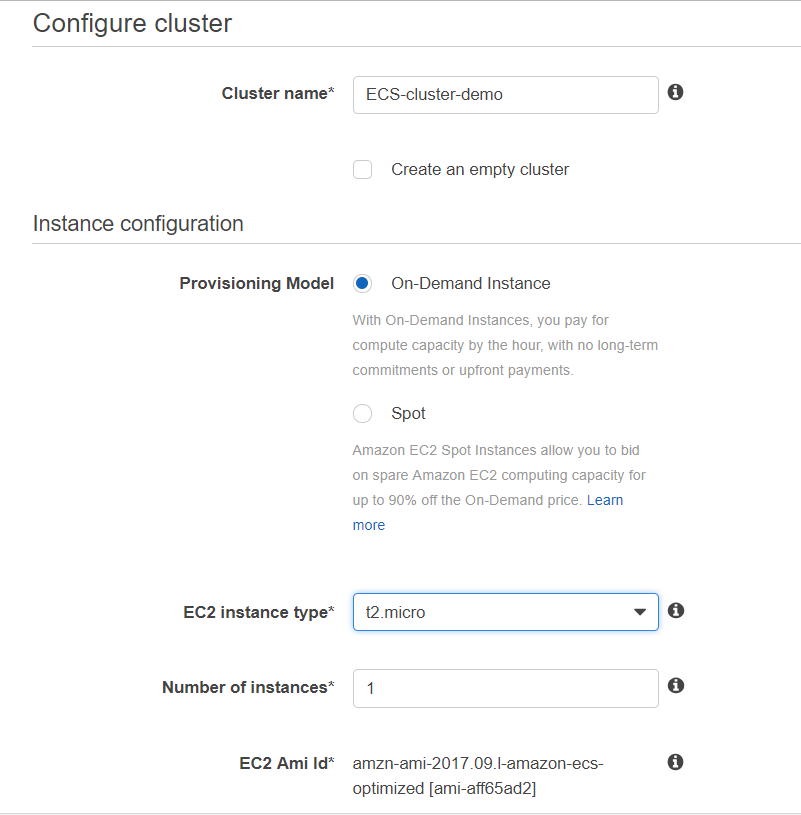 Configure cluster
Cluster name*
ECS-cluster-demo
Create an empty cluster
Instance configuration
Provisioning Model
On-Demand Instance
With On-Demand Instances, you pay for
compute capacity by the hour, with no long-term
commitments or upfront payments.
Spot
Amazon EC2 Spot Instances allow you to bid
on spare Amazon EC2 computing capacity for
up to 90% off the On-Demand price. Learn
more
EC2 instance type*
t2.micro
Number of instances*
1
EC2 Ami Id*
amzn-ami-2017.09.l-amazon-ecs-
optimized [ami-aff65ad2]